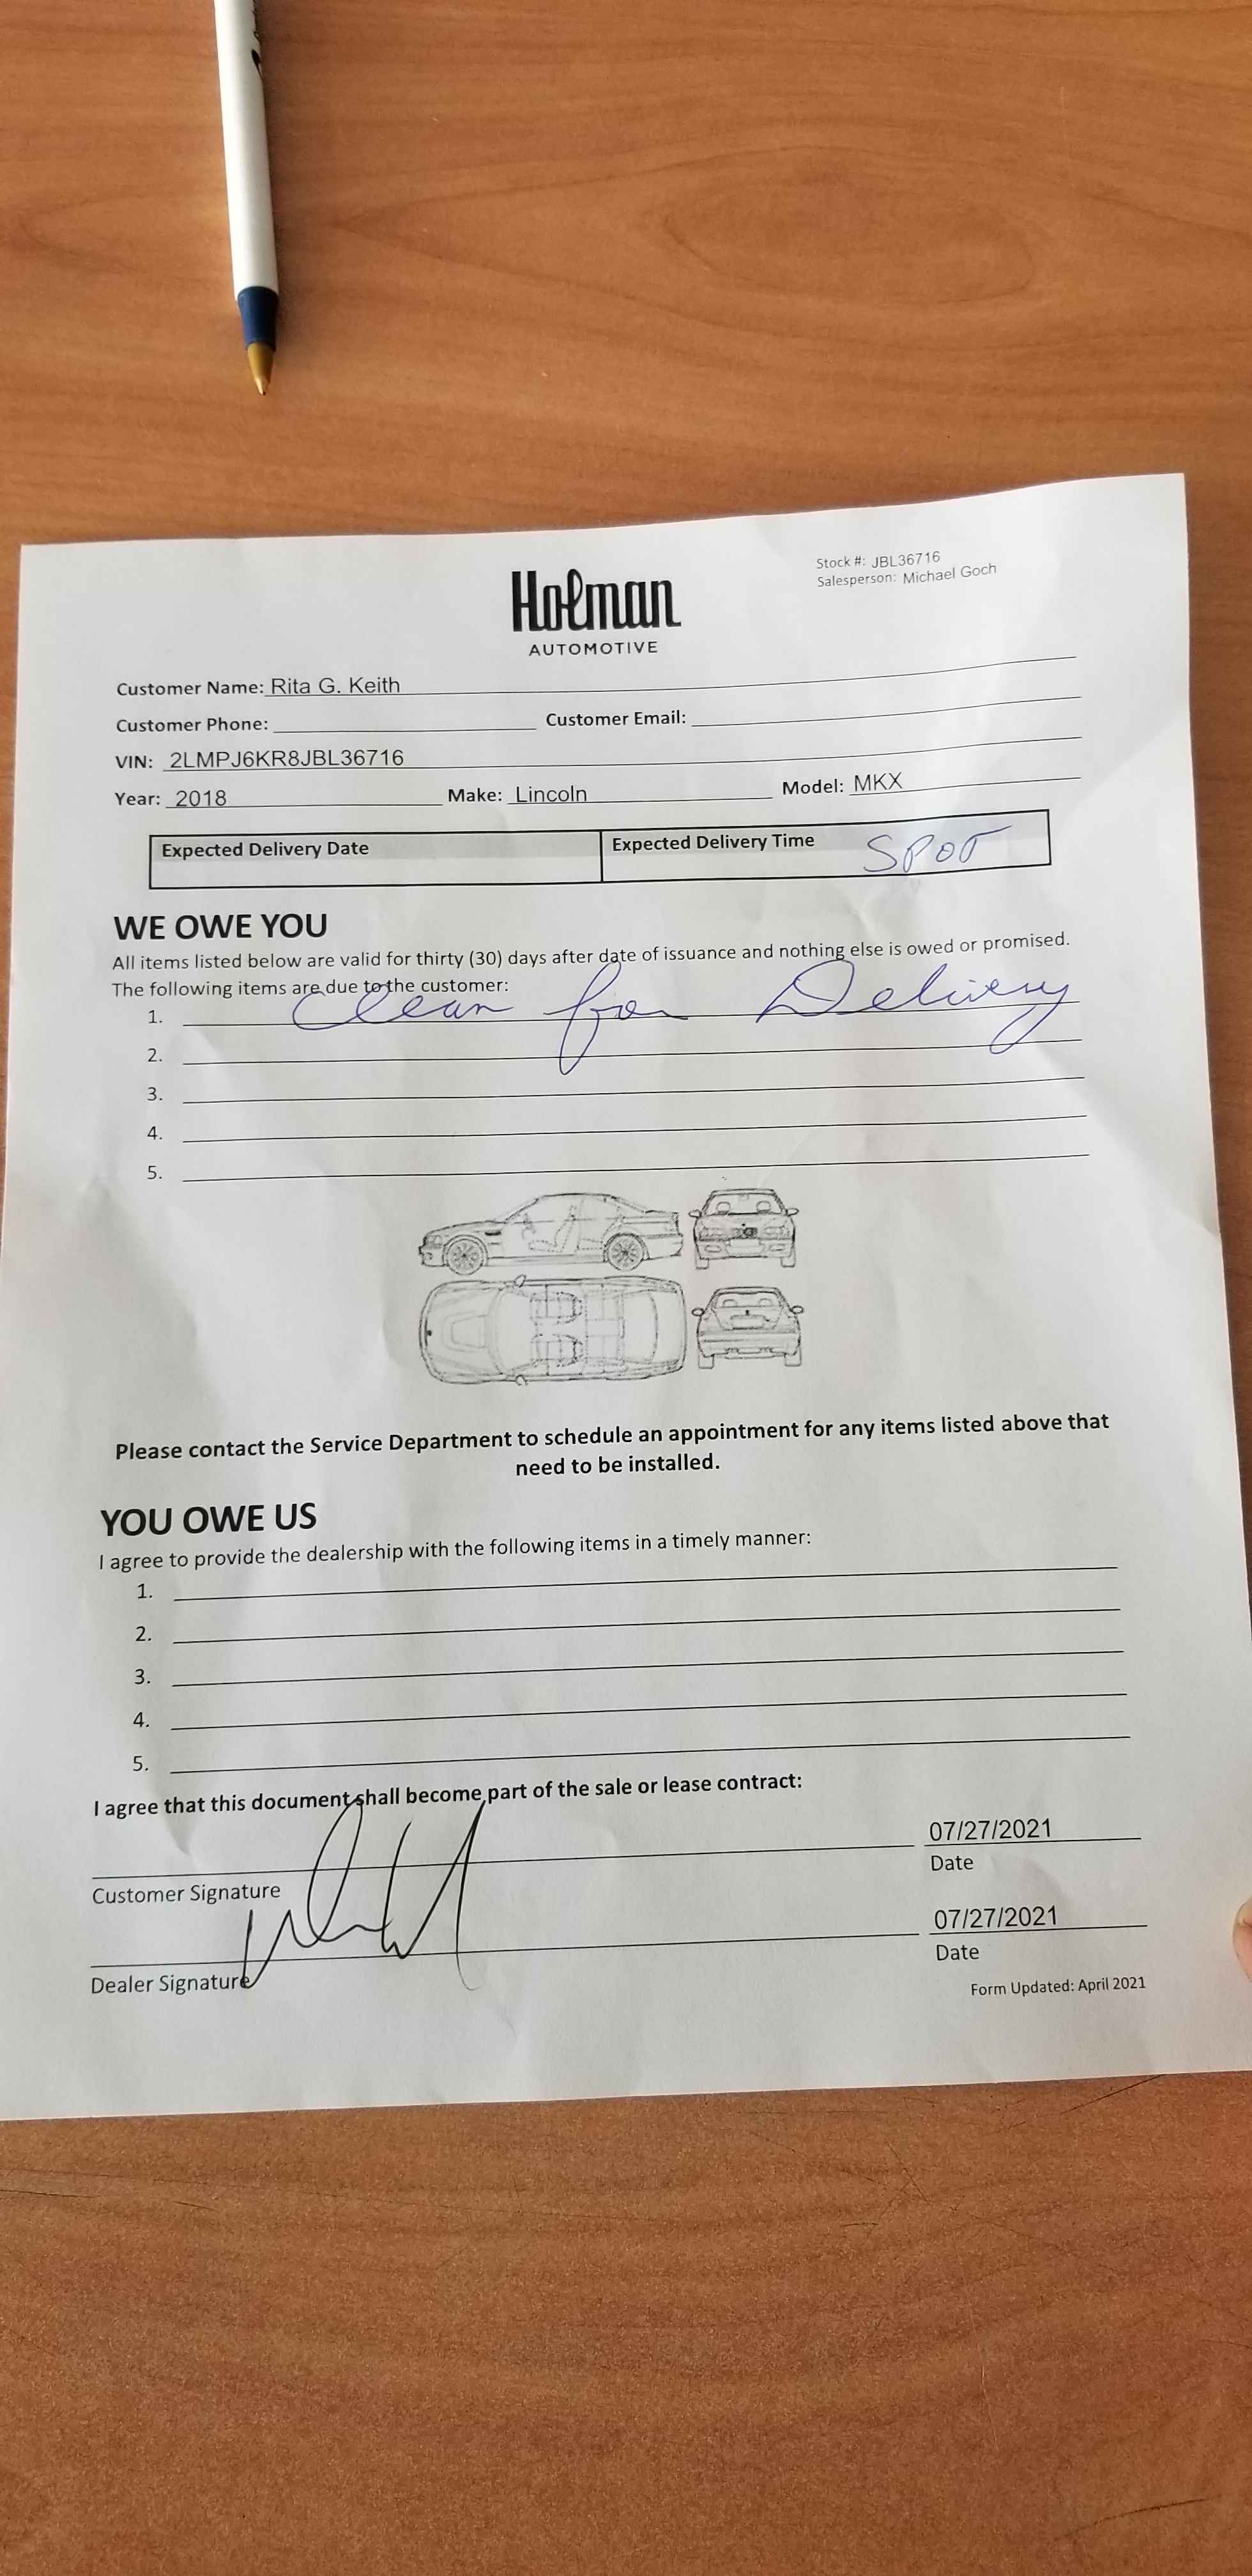 Stock #: JBL36716
Salesperson: Michael Goch
Holman
AUTOMOTIVE
Customer Name: Rita G. Keith
Customer Phone: Customer Email:
VIN: 2LMPJ6KR8JBL36716
Year: 2018 Make: Lincoln Model: MKX
Expected Delivery Date Expected Delivery Time SPOT
WE OWE YOU
All items listed below are valid for thirty (30) days after date of issuance and nothing else is owed or promised.
The following items are due to the customer:
1. Clean for Delivery
2.
3.
4.
5.
Please contact the Service Department to schedule an appointment for any items listed above that
need to be installed.
YOU OWE US
I agree to provide the dealership with the following items in a timely manner:
1.
2.
3.
4.
5.
I agree that this document shall become part of the sale or lease contract:
07/27/2021
Customer Signature Date
07/27/2021
Dealer Signature Date
Form Updated: April 2021